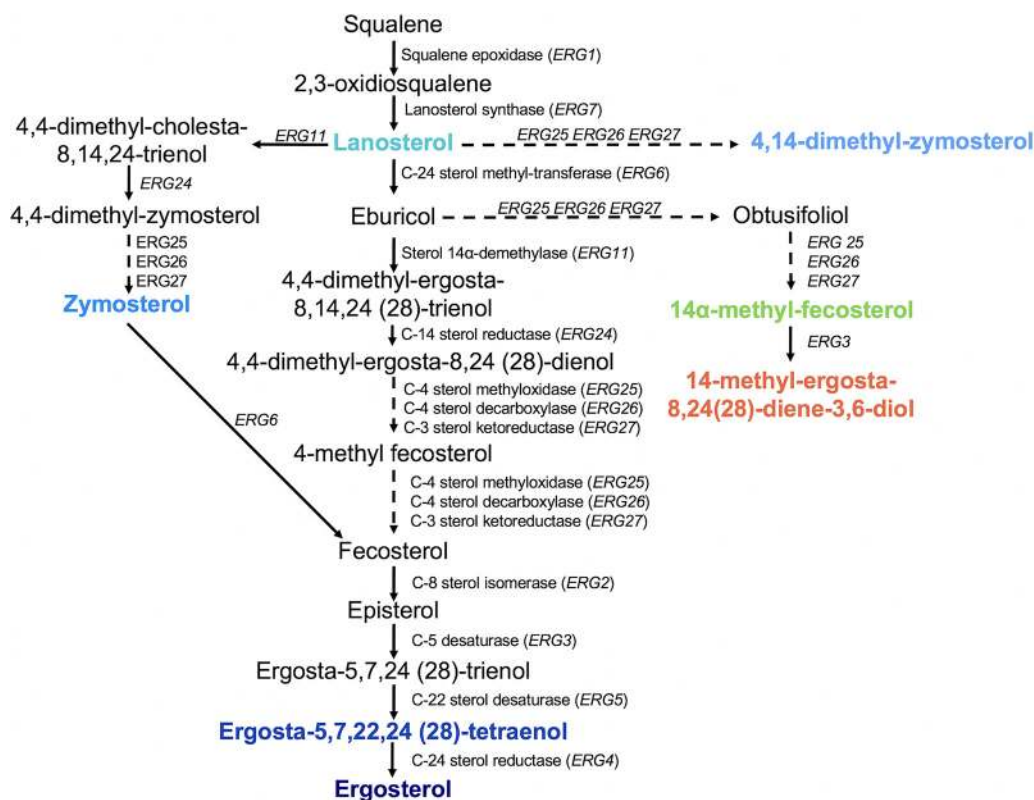 Squalene
Squalene epoxidase (ERG1)
2,3-oxidiosqualene
Lanosterol synthase (ERG7)
4,4-dimethyl-cholesta-
8,14,24-trienol
ERG11
Lanosterol
ERG25 ERG26 ERG27
4,14-dimethyl-zymosterol
ERG24
C-24 sterol methyl-transferase (ERG6)
4,4-dimethyl-zymosterol
Eburicol
ERG25 ERG26 ERG27
Obtusifoliol
ERG25
ERG26
ERG27
Sterol 14α-demethylase (ERG11)
ERG 25
ERG26
ERG27
Zymosterol
4,4-dimethyl-ergosta-
8,14,24 (28)-trienol
14α-methyl-fecosterol
C-14 sterol reductase (ERG24)
ERG3
4,4-dimethyl-ergosta-8,24 (28)-dienol
14-methyl-ergosta-
8,24(28)-diene-3,6-diol
C-4 sterol methyloxidase (ERG25)
C-4 sterol decarboxylase (ERG26)
C-3 sterol ketoreductase (ERG27)
ERG6
4-methyl fecosterol
C-4 sterol methyloxidase (ERG25)
C-4 sterol decarboxylase (ERG26)
C-3 sterol ketoreductase (ERG27)
Fecosterol
C-8 sterol isomerase (ERG2)
Episterol
C-5 desaturase (ERG3)
Ergosta-5,7,24 (28)-trienol
C-22 sterol desaturase (ERG5)
Ergosta-5,7,22,24 (28)-tetraenol
C-24 sterol reductase (ERG4)
Ergosterol